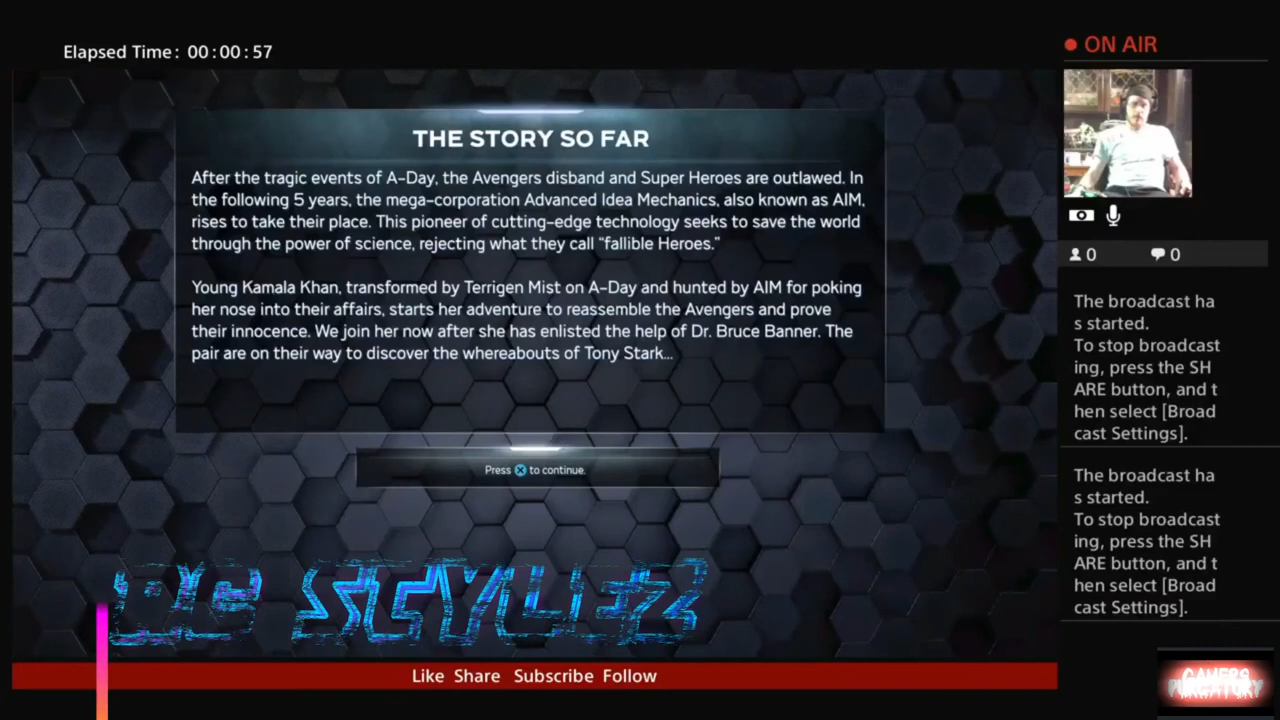 Elapsed Time: 00:00:57
ON AIR
THE STORY SO FAR
After the tragic events of A-Day, the Avengers disband and Super Heroes are outlawed. In
the following 5 years, the mega-corporation Advanced Idea Mechanics, also known as AIM,
rises to take their place. This pioneer of cutting-edge technology seeks to save the world
through the power of science, rejecting what they call "fallible Heroes."
Young Kamala Khan, transformed by Terrigen Mist on A-Day and hunted by AIM for poking
her nose into their affairs, starts her adventure to reassemble the Avengers and prove
their innocence. We join her now after she has enlisted the help of Dr. Bruce Banner. The
pair are on their way to discover the whereabouts of Tony Stark...
Press X to continue.
0 0
The broadcast ha
s started.
To stop broadcast
ing, press the SH
ARE button, and t
hen select [Broad
cast Settings].
The broadcast ha
s started.
To stop broadcast
ing, press the SH
ARE button, and t
hen select [Broad
cast Settings].
Like Share Subscribe Follow
GAMERS
PURGATORY